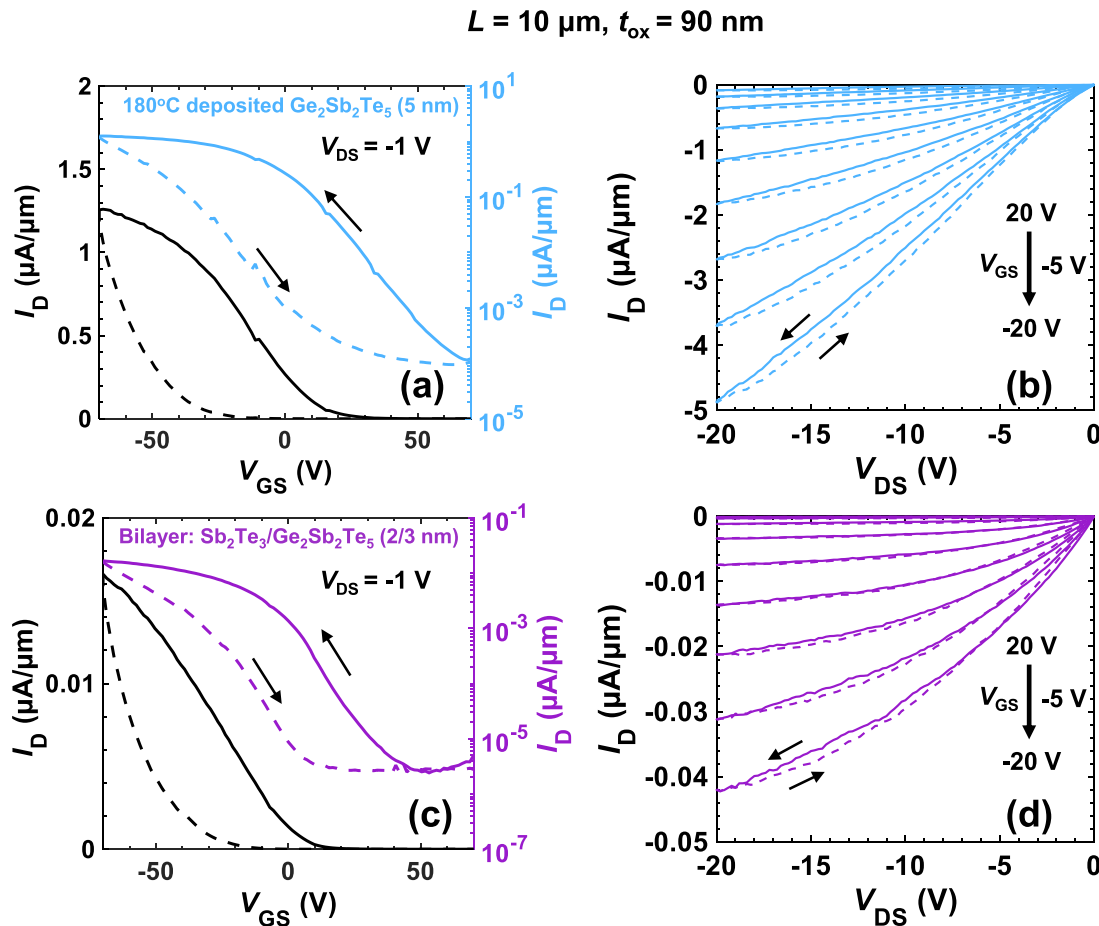 L = 10 µm, tox = 90 nm
180°C deposited Ge2Sb2Te5 (5 nm)
VDS = -1 V
2
1.5
1
0.5
0
ID (µA/µm)
10^1
10^-1
10^-3
10^-5
ID (µA/µm)
-50
0
50
VGS (V)
(a)
0
-1
-2
-3
-4
-5
ID (µA/µm)
20 V
VGS
-5 V
-20 V
-20
-15
-10
-5
0
VDS (V)
(b)
Bilayer: Sb2Te3/Ge2Sb2Te5 (2/3 nm)
VDS = -1 V
0.02
0.01
0
ID (µA/µm)
10^-1
10^-3
10^-5
10^-7
ID (µA/µm)
-50
0
50
VGS (V)
(c)
0
-0.01
-0.02
-0.03
-0.04
-0.05
ID (µA/µm)
20 V
VGS
-5 V
-20 V
-20
-15
-10
-5
0
VDS (V)
(d)